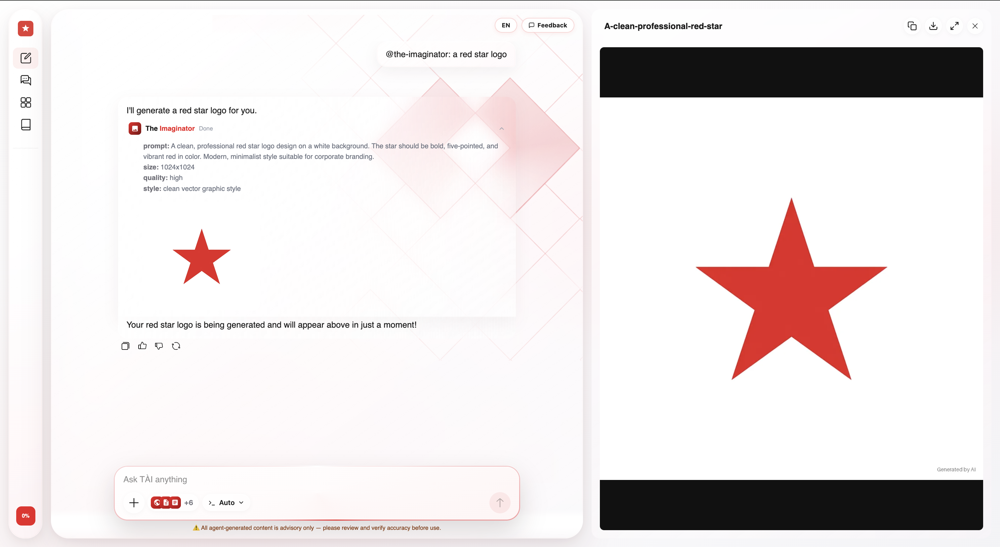 EN
Feedback
@the-imaginator: a red star logo
I'll generate a red star logo for you.
The Imaginator Done
prompt: A clean, professional red star logo design on a white background. The star should be bold, five-pointed, and
vibrant red in color. Modern, minimalist style suitable for corporate branding.
size: 1024x1024
quality: high
style: clean vector graphic style
Your red star logo is being generated and will appear above in just a moment!
Ask TÀI anything
+6
Auto
0%
⚠️ All agent-generated content is advisory only — please review and verify accuracy before use.
A-clean-professional-red-star
Generated by AI